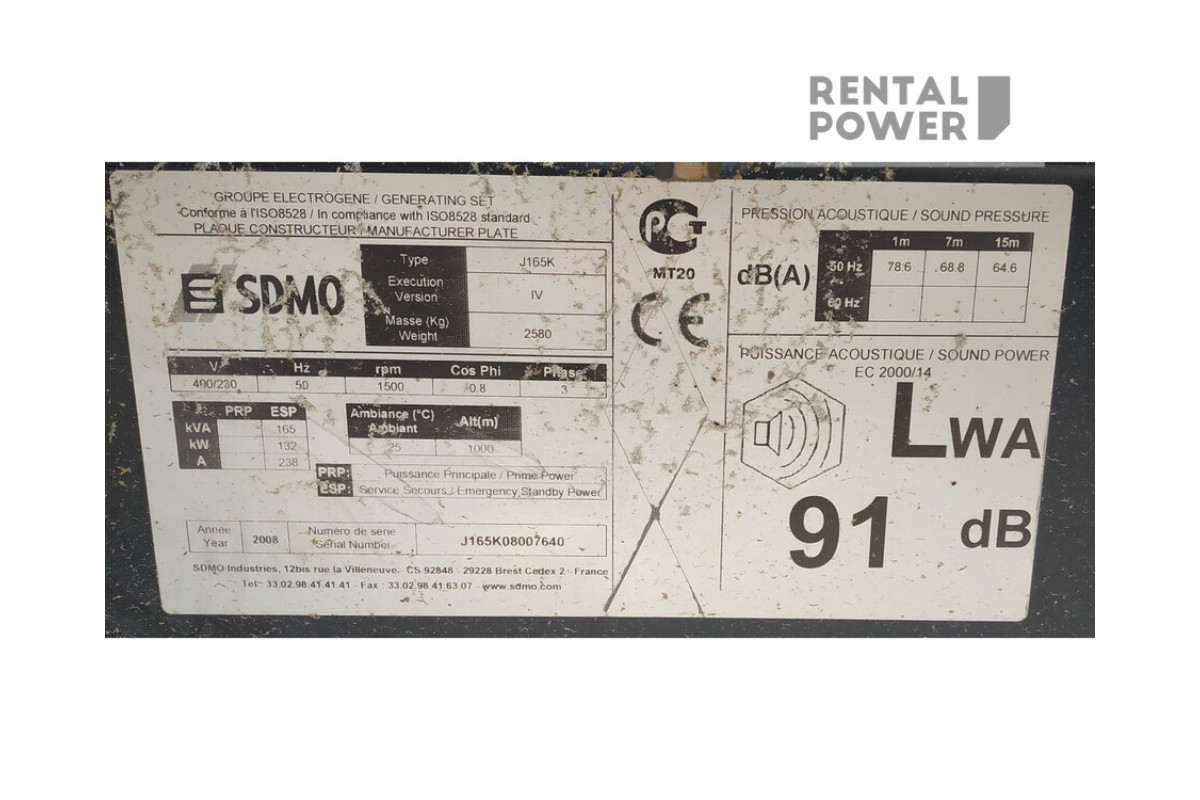 RENTAL
POWER
GROUPE ELECTROGENE / GENERATING SET
Conforme à l'ISO8528 / In compliance with ISO8528 standard
PLAQUE CONSTRUCTEUR / MANUFACTURER PLATE
SDMO
Type J165K
Execution
Version IV
Masse (Kg)
Weight 2580
V Hz rpm Cos Phi Phase
400/230 50 1500 0.8 3
PRP ESP
kVA 165
kW 132
A 238
Ambiance (°C)
Ambiant Alt(m)
25 1000
PRP: Puissance Principale / Prime Power
ESP: Service Secours / Emergency Standby Power
Année
Year 2008 Numéro de série
Serial Number J165K08007640
SDMO Industries, 12bis rue la Villeneuve. CS 92848 - 29228 Brest Cedex 2 - France
Tel : 33.02.98.41.41.41 - Fax : 33.02.98.41.63.07 - www.sdmo.com
PCT
MT20
CE
PRESSION ACOUSTIQUE / SOUND PRESSURE
1m 7m 15m
dB(A) 50 Hz 78.6 68.8 64.6
60 Hz
PUISSANCE ACOUSTIQUE / SOUND POWER
EC 2000/14
LWA
91 dB